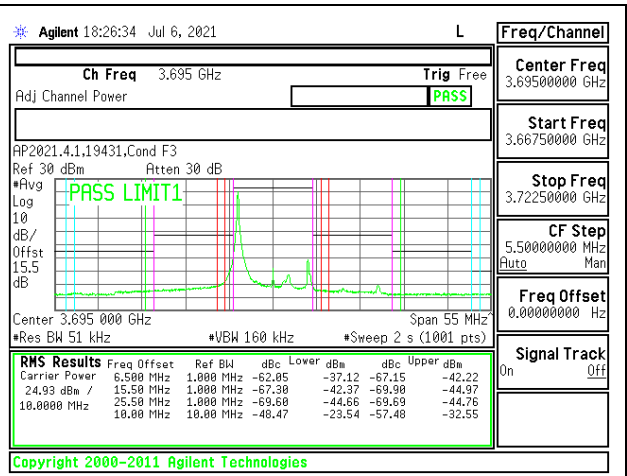 Agilent 18:26:34 Jul 6, 2021 L
Freq/Channel
Ch Freq 3.695 GHz Trig Free
Adj Channel Power PASS
AP2021.4.1,19431,Cond F3
Ref 30 dBm Atten 30 dB
#Avg
Log
10
dB/
Offst
15.5
dB
PASS LIMIT1
Center 3.695 000 GHz Span 55 MHz
#Res BW 51 kHz #VBW 160 kHz #Sweep 2 s (1001 pts)
RMS Results Freq Offset Ref BW dBc Lower dBm dBc Upper dBm
Carrier Power 6.500 MHz 1.000 MHz -62.05 -37.12 -67.15 -42.22
24.93 dBm / 15.50 MHz 1.000 MHz -67.30 -42.37 -69.90 -44.97
10.0000 MHz 25.50 MHz 1.000 MHz -69.60 -44.66 -69.69 -44.76
10.00 MHz 10.00 MHz -48.47 -23.54 -57.48 -32.55
Copyright 2000-2011 Agilent Technologies
Center Freq
3.69500000 GHz
Start Freq
3.66750000 GHz
Stop Freq
3.72250000 GHz
CF Step
5.50000000 MHz
Auto Man
Freq Offset
0.00000000 Hz
Signal Track
On Off